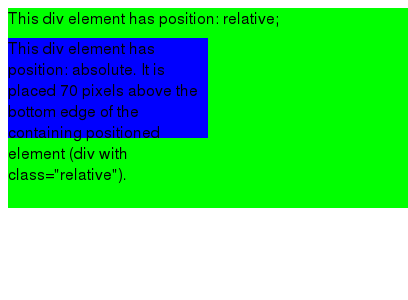 This div element has position: relative;
This div element has
position: absolute. It is
placed 70 pixels above the
bottom edge of the
containing positioned
element (div with
class="relative").